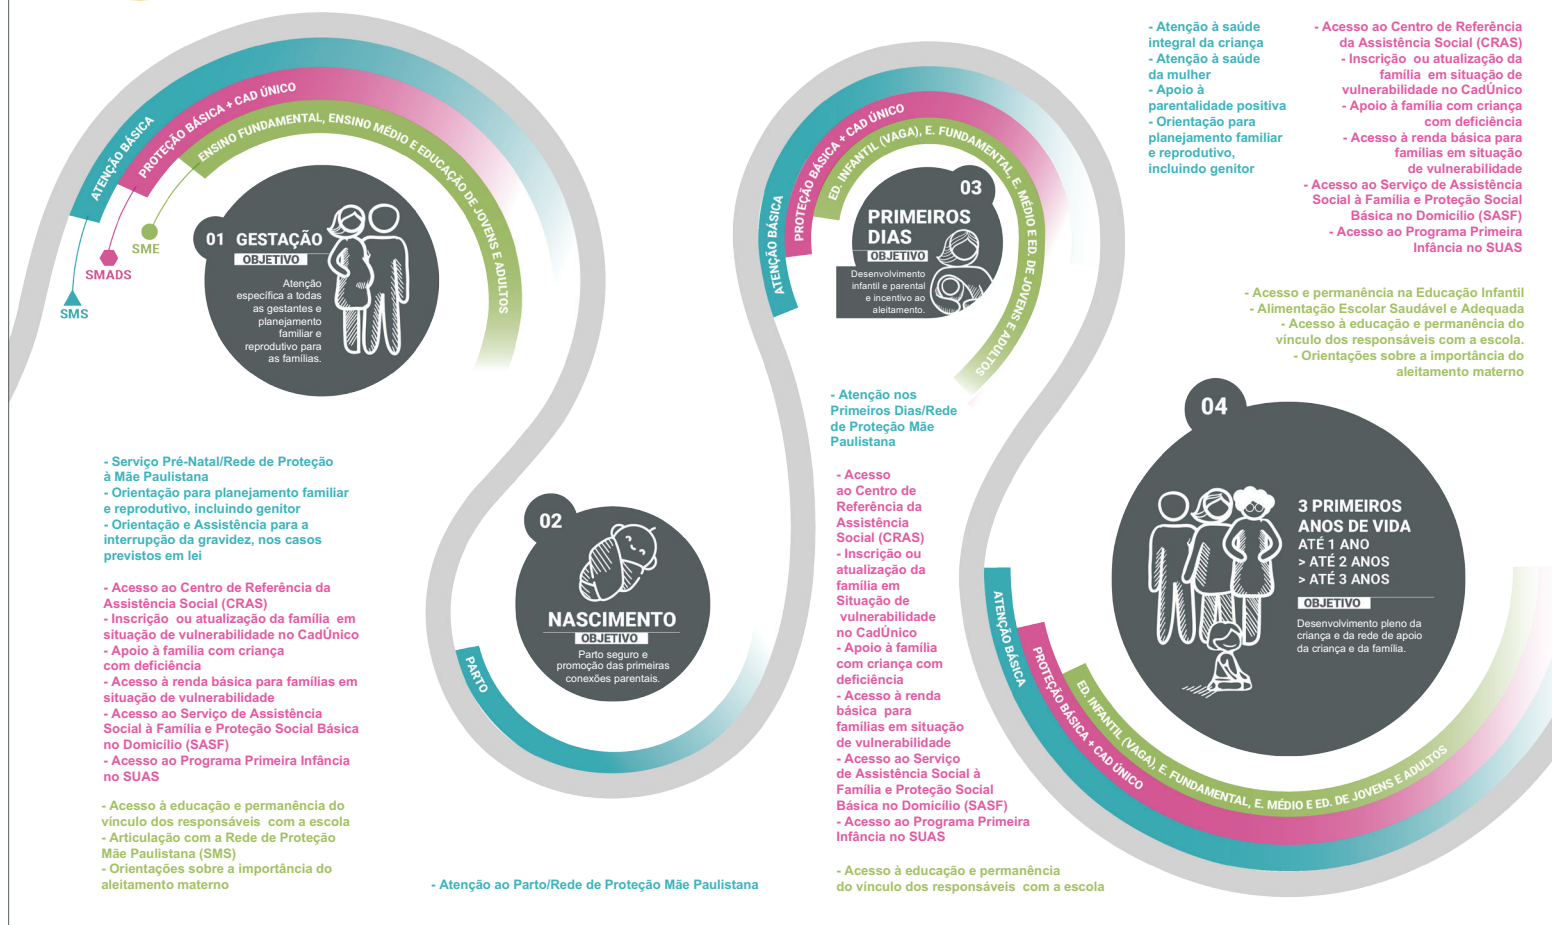 ATENÇÃO BÁSICA
PROTEÇÃO BÁSICA + CAD ÚNICO
ENSINO FUNDAMENTAL, ENSINO MÉDIO E EDUCAÇÃO DE JOVENS E ADULTOS
SME
SMADS
SMS
01 GESTAÇÃO
OBJETIVO
Atenção
específica a todas
as gestantes e
planejamento
familiar e
reprodutivo para
as famílias.
- Serviço Pré-Natal/Rede de Proteção
à Mãe Paulistana
- Orientação para planejamento familiar
e reprodutivo, incluindo genitor
- Orientação e Assistência para a
interrupção da gravidez, nos casos
previstos em lei
- Acesso ao Centro de Referência da
Assistência Social (CRAS)
- Inscrição ou atualização da família em
situação de vulnerabilidade no CadÚnico
- Apoio à família com criança
com deficiência
- Acesso à renda básica para famílias em
situação de vulnerabilidade
- Acesso ao Serviço de Assistência
Social à Família e Proteção Social Básica
no Domicílio (SASF)
- Acesso ao Programa Primeira Infância
no SUAS
- Acesso à educação e permanência do
vínculo dos responsáveis com a escola
- Articulação com a Rede de Proteção
Mãe Paulistana (SMS)
- Orientações sobre a importância do
aleitamento materno
02
NASCIMENTO
OBJETIVO
Parto seguro e
promoção das primeiras
conexões parentais.
PARTO
- Atenção ao Parto/Rede de Proteção Mãe Paulistana
ATENÇÃO BÁSICA
PROTEÇÃO BÁSICA + CAD ÚNICO
ED. INFANTIL (VAGA), E. FUNDAMENTAL, E. MÉDIO E ED. DE JOVENS E ADULTOS
03
PRIMEIROS
DIAS
OBJETIVO
Desenvolvimento
infantil e parental
e incentivo ao
aleitamento.
- Atenção nos
Primeiros Dias/Rede
de Proteção Mãe
Paulistana
- Acesso
ao Centro de
Referência da
Assistência
Social (CRAS)
- Inscrição ou
atualização da
família em
Situação de
vulnerabilidade
no CadÚnico
- Apoio à família
com criança com
deficiência
- Acesso à renda
básica para
famílias em situação
de vulnerabilidade
- Acesso ao Serviço
de Assistência Social à
Família e Proteção Social
Básica no Domicílio (SASF)
- Acesso ao Programa Primeira
Infância no SUAS
- Acesso à educação e permanência
do vínculo dos responsáveis com a escola
- Atenção à saúde
integral da criança
- Atenção à saúde
da mulher
- Apoio à
parentalidade positiva
- Orientação para
planejamento familiar
e reprodutivo,
incluindo genitor
- Acesso ao Centro de Referência
da Assistência Social (CRAS)
- Inscrição ou atualização da
família em situação de
vulnerabilidade no CadÚnico
- Apoio à família com criança
com deficiência
- Acesso à renda básica para
famílias em situação
de vulnerabilidade
- Acesso ao Serviço de Assistência
Social à Família e Proteção Social
Básica no Domicílio (SASF)
- Acesso ao Programa Primeira
Infância no SUAS
- Acesso e permanência na Educação Infantil
- Alimentação Escolar Saudável e Adequada
- Acesso à educação e permanência do
vínculo dos responsáveis com a escola.
- Orientações sobre a importância do
aleitamento materno
04
3 PRIMEIROS
ANOS DE VIDA
ATÉ 1 ANO
> ATÉ 2 ANOS
> ATÉ 3 ANOS
OBJETIVO
Desenvolvimento pleno da
criança e da rede de apoio
da criança e da família.
ATENÇÃO BÁSICA
PROTEÇÃO BÁSICA + CAD ÚNICO
ED. INFANTIL (VAGA), E. FUNDAMENTAL, E. MÉDIO E ED. DE JOVENS E ADULTOS